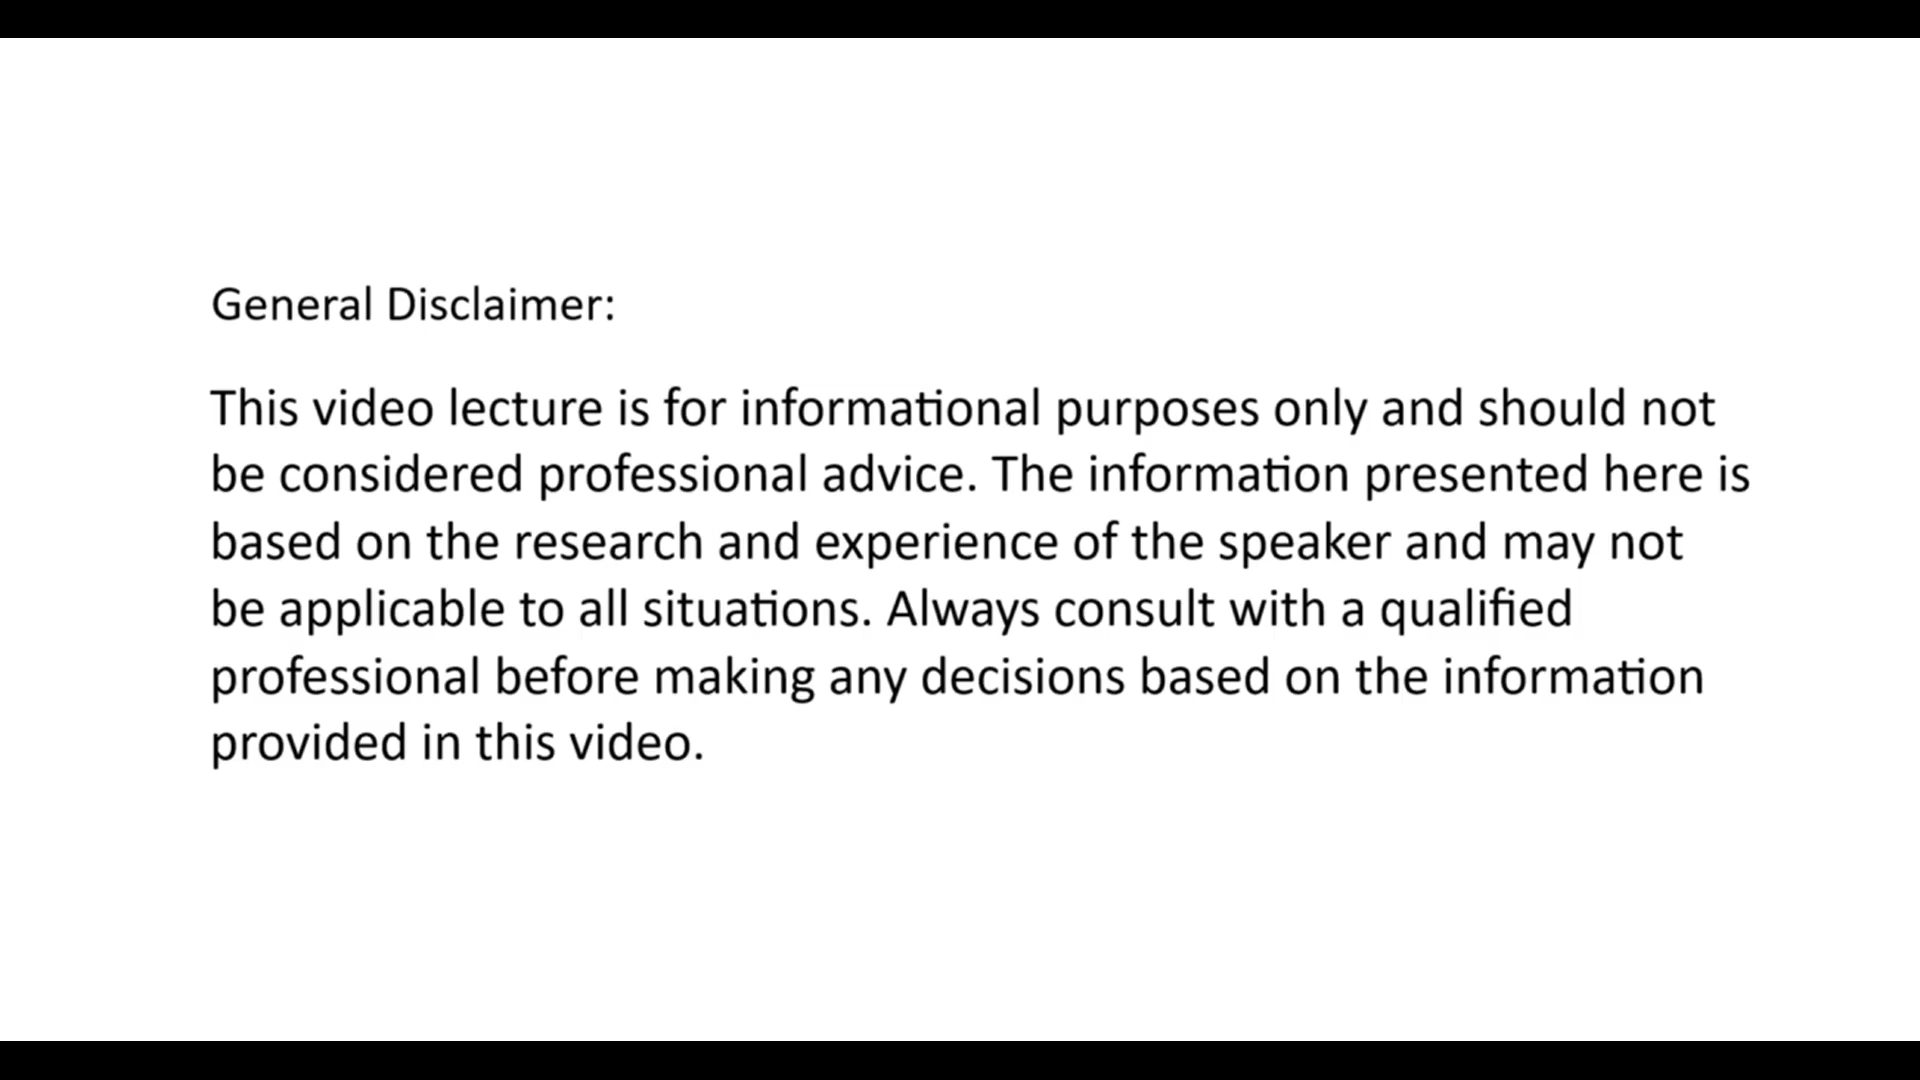 General Disclaimer:
This video lecture is for informational purposes only and should not
be considered professional advice. The information presented here is
based on the research and experience of the speaker and may not
be applicable to all situations. Always consult with a qualified
professional before making any decisions based on the information
provided in this video.